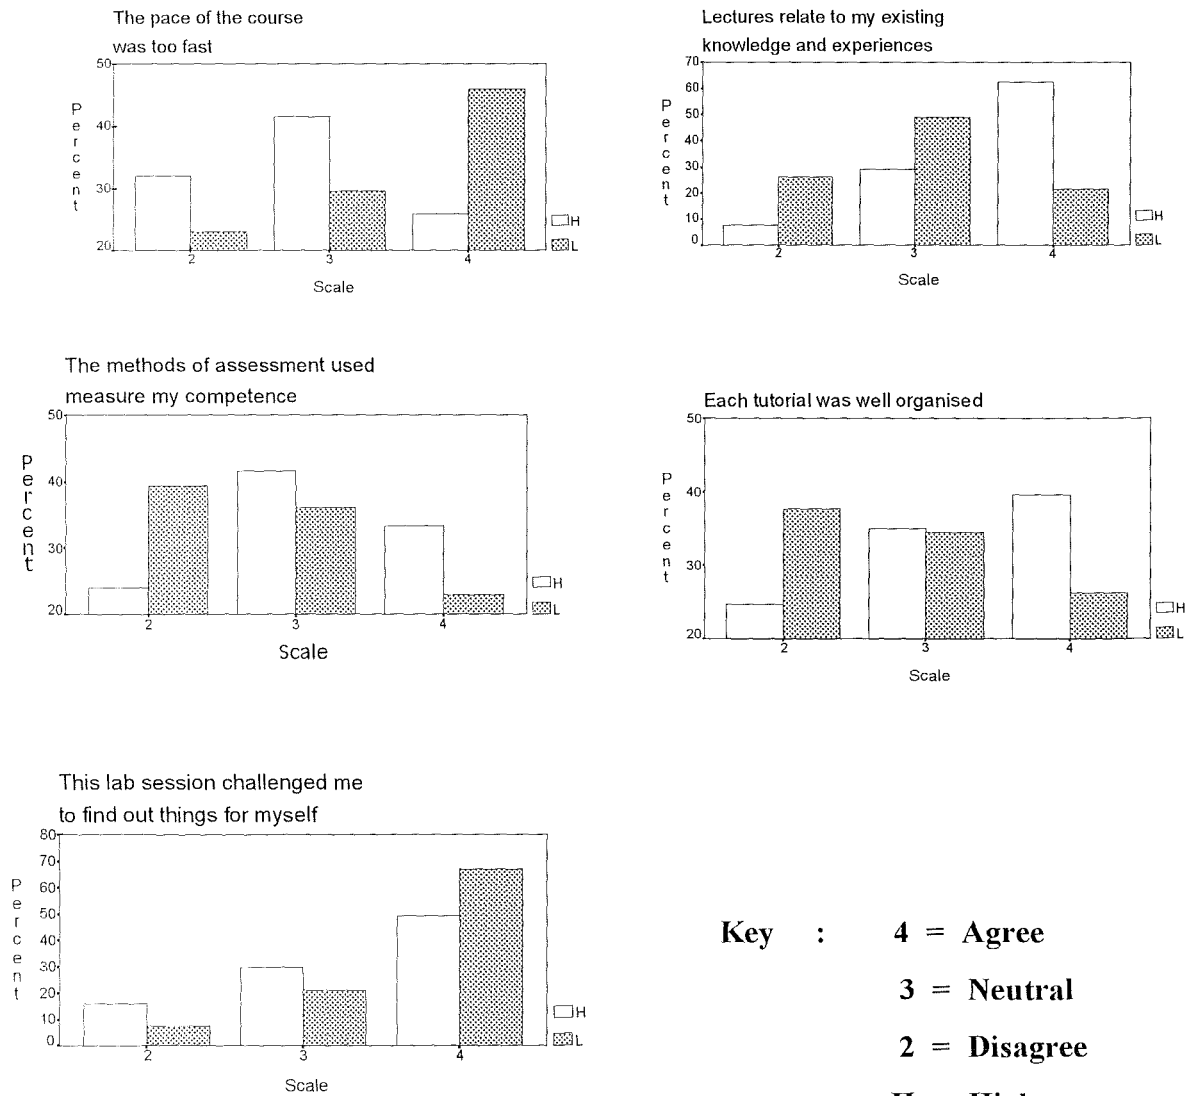 The pace of the course
was too fast
50
40
30
20
Percent
2 3 4
Scale
H
L
Lectures relate to my existing
knowledge and experiences
70
60
50
40
30
20
10
0
Percent
2 3 4
Scale
H
L
The methods of assessment used
measure my competence
50
40
30
20
Percent
2 3 4
Scale
H
L
Each tutorial was well organised
50
40
30
20
Percent
2 3 4
Scale
H
L
This lab session challenged me
to find out things for myself
80
70
60
50
40
30
20
10
0
Percent
2 3 4
Scale
H
L
Key : 4 = Agree
3 = Neutral
2 = Disagree